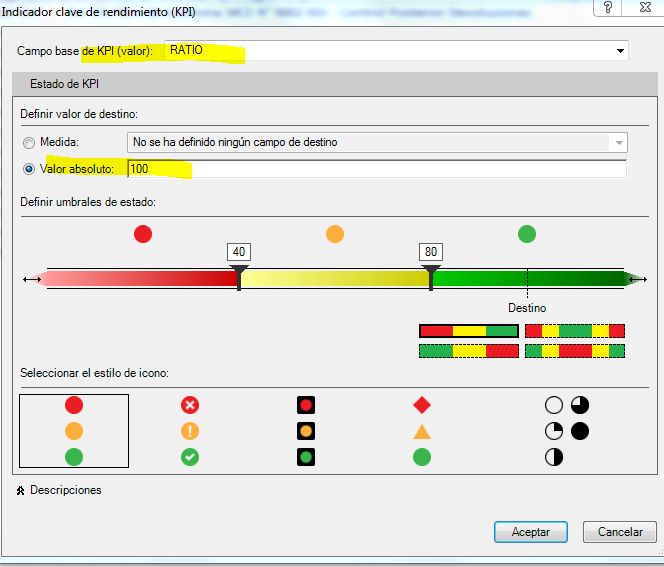 Indicador clave de rendimiento (KPI)
Campo base de KPI (valor): RATIO
Estado de KPI
Definir valor de destino:
Medida: No se ha definido ningún campo de destino
Valor absoluto: 100
Definir umbrales de estado:
40 80
Destino
Seleccionar el estilo de icono:
Descripciones
Aceptar Cancelar